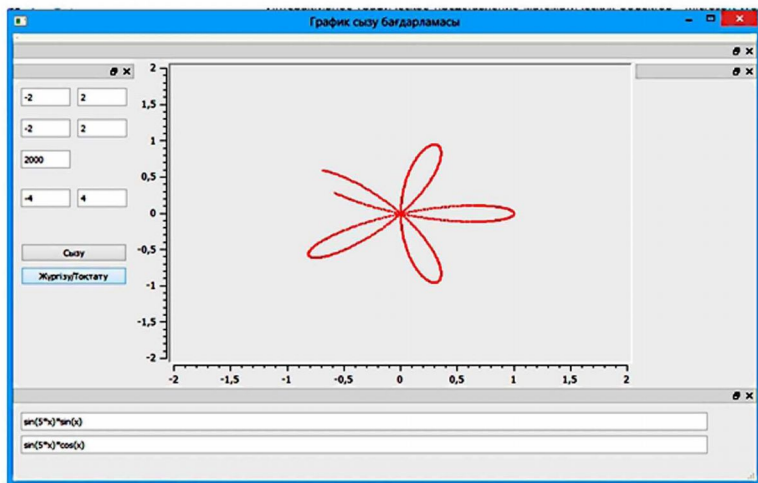 График сызу бағдарламасы
-2 2
-2 2
2000
-4 4
Сызу
Жүргізу/Тоқтату
2
1,5
1
0,5
0
-0,5
-1
-1,5
-2
-2 -1 -0,5 0 0,5 1 1,5 2
sin(5*x)*sin(x)
sin(5*x)*cos(x)